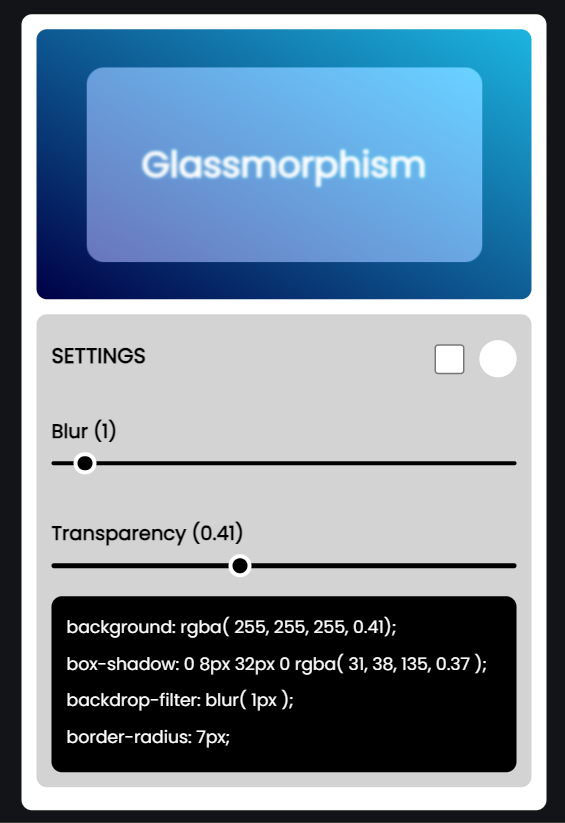 Glassmorphism
SETTINGS
Blur (1)
Transparency (0.41)
background: rgba( 255, 255, 255, 0.41);
box-shadow: 0 8px 32px 0 rgba( 31, 38, 135, 0.37 );
backdrop-filter: blur( 1px );
border-radius: 7px;